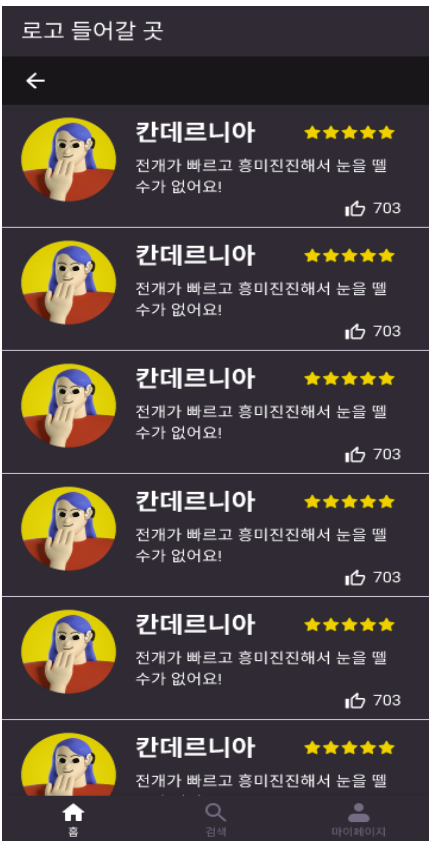 로고 들어갈 곳
칸데르니아
전개가 빠르고 흥미진진해서 눈을 뗄
수가 없어요!
703
칸데르니아
전개가 빠르고 흥미진진해서 눈을 뗄
수가 없어요!
703
칸데르니아
전개가 빠르고 흥미진진해서 눈을 뗄
수가 없어요!
703
칸데르니아
전개가 빠르고 흥미진진해서 눈을 뗄
수가 없어요!
703
칸데르니아
전개가 빠르고 흥미진진해서 눈을 뗄
수가 없어요!
703
칸데르니아
전개가 빠르고 흥미진진해서 눈을 뗄
홈 검색 마이페이지